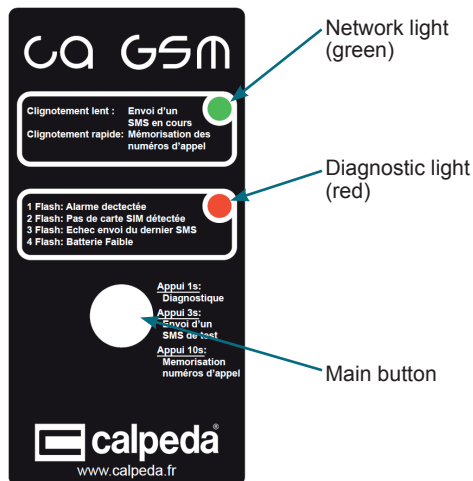 ca GSM
Network light
(green)
Clignotement lent : Envoi d'un
SMS en cours
Clignotement rapide: Mémorisation des
numéros d'appel
Diagnostic light
(red)
1 Flash: Alarme dectectée
2 Flash: Pas de carte SIM détectée
3 Flash: Echec envoi du dernier SMS
4 Flash: Batterie Faible
Appui 1s:
Diagnostique
Appui 3s:
Envoi d'un
SMS de test
Appui 10s:
Memorisation
numéros d'appel
Main button
calpeda®
www.calpeda.fr